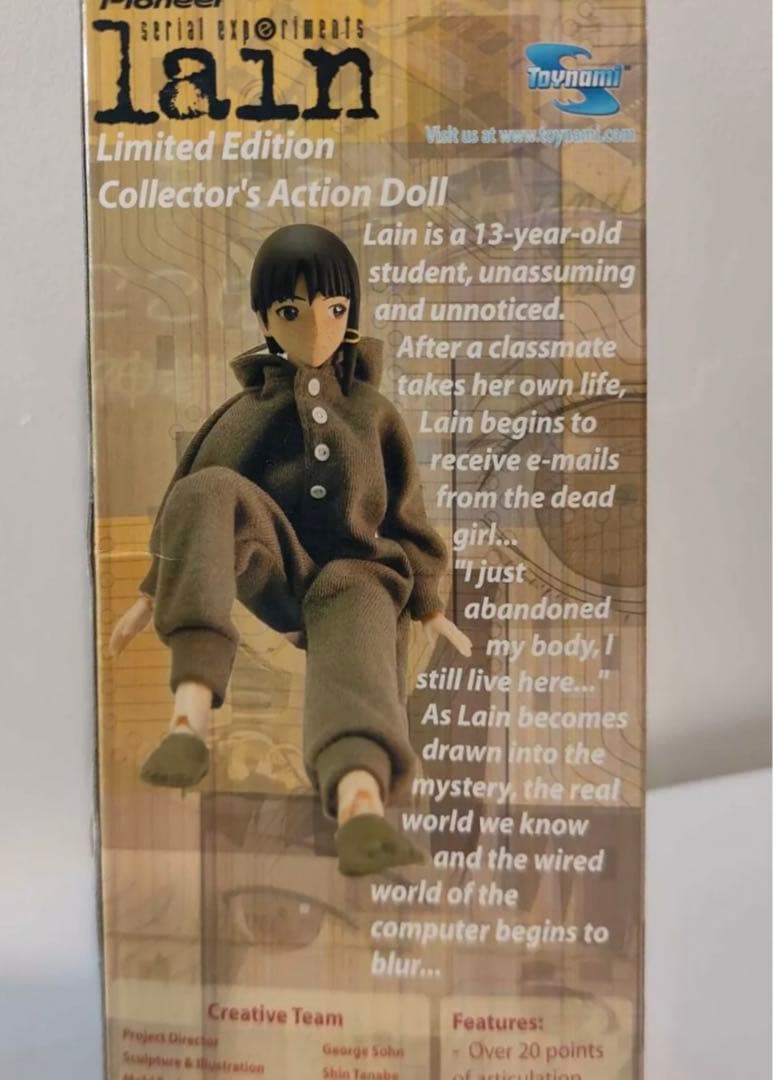 Pioneer
serial experiments
lain
Toynami
Limited Edition
Visit us at www.toynami.com
Collector's Action Doll
Lain is a 13-year-old
student, unassuming
and unnoticed.
After a classmate
takes her own life,
Lain begins to
receive e-mails
from the dead
girl...
"I just
abandoned
my body, I
still live here..."
As Lain becomes
drawn into the
mystery, the real
world we know
and the wired
world of the
computer begins to
blur...
Creative Team
Project Director
George Sohn
Sculpture & Illustration
Shin Tanabe
Features:
- Over 20 points
of articulation